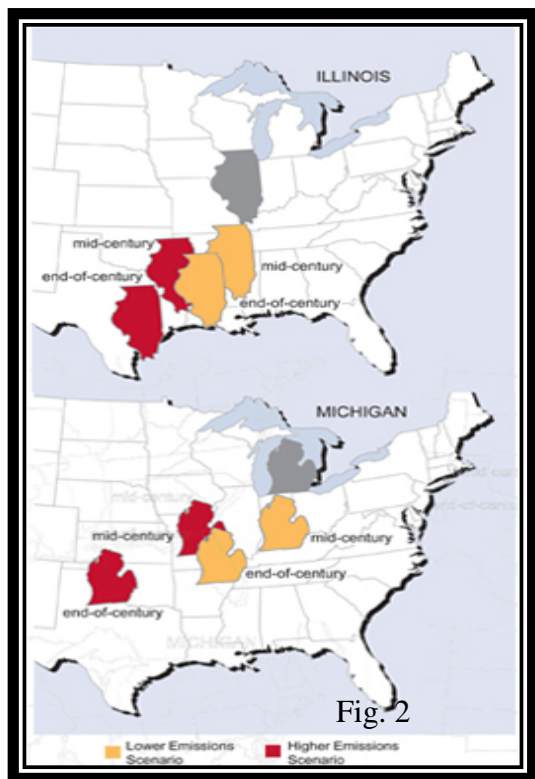 ILLINOIS
mid-century
end-of-century
mid-century
end-of-century
MICHIGAN
mid-century
mid-century
end-of-century
end-of-century
MICHIGAN
Fig. 2
Lower Emissions
Scenario
Higher Emissions
Scenario